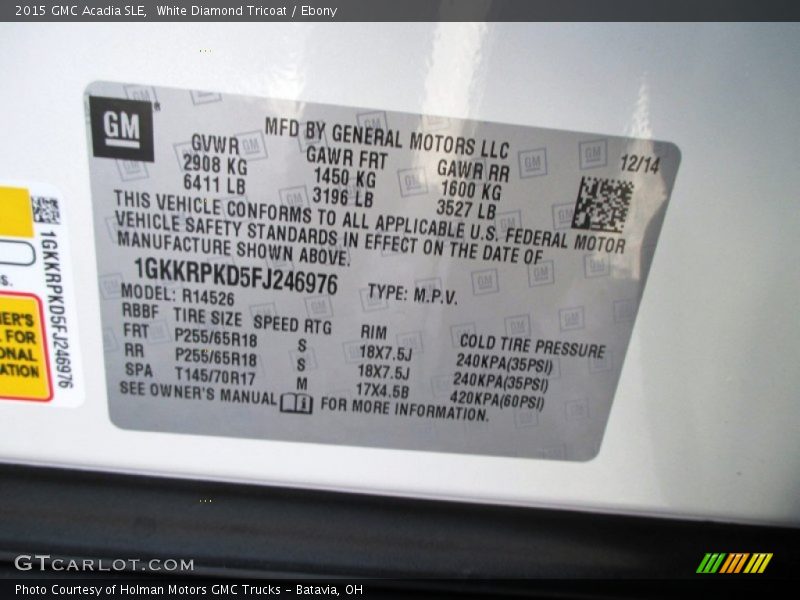 2015 GMC Acadia SLE,  White Diamond Tricoat / Ebony
GM
MFD BY GENERAL MOTORS LLC
GVWR GAWR FRT GAWR RR 12/14
2908 KG 1450 KG 1600 KG
6411 LB 3196 LB 3527 LB
THIS VEHICLE CONFORMS TO ALL APPLICABLE U.S. FEDERAL MOTOR
VEHICLE SAFETY STANDARDS IN EFFECT ON THE DATE OF
MANUFACTURE SHOWN ABOVE.
1GKKRPKD5FJ246976 TYPE: M.P.V.
MODEL: R14526
RBBF TIRE SIZE SPEED RTG RIM COLD TIRE PRESSURE
FRT P255/65R18 S 18X7.5J 240KPA(35PSI)
RR P255/65R18 S 18X7.5J 240KPA(35PSI)
SPA T145/70R17 M 17X4.5B 420KPA(60PSI)
SEE OWNER'S MANUAL i FOR MORE INFORMATION.
1GKKRPKD5FJ246976
S.
ER'S
FOR
ONAL
ATION
GTCARLOT.COM
Photo Courtesy of Holman Motors GMC Trucks - Batavia, OH